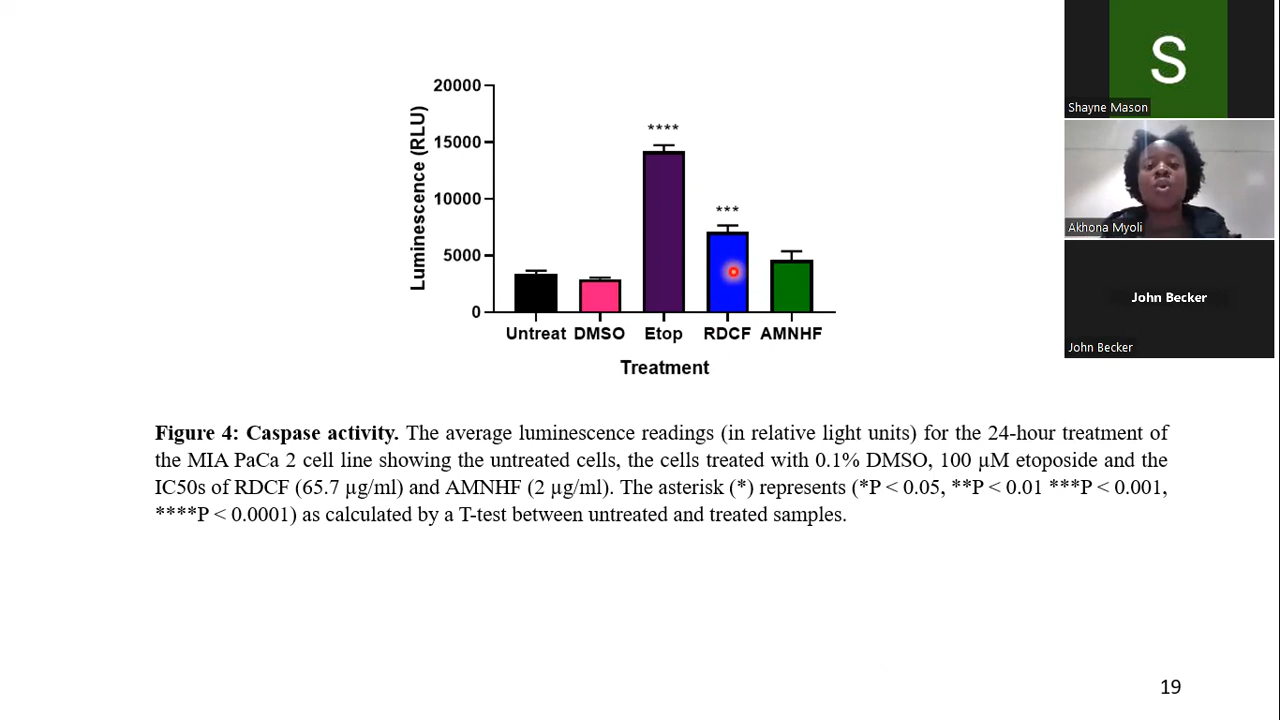 20000
15000
10000
5000
0
Luminescence (RLU)
****
***
Untreat DMSO Etop RDCF AMNHF
Treatment
Figure 4: Caspase activity. The average luminescence readings (in relative light units) for the 24-hour treatment of
the MIA PaCa 2 cell line showing the untreated cells, the cells treated with 0.1% DMSO, 100 µM etoposide and the
IC50s of RDCF (65.7 µg/ml) and AMNHF (2 µg/ml). The asterisk (*) represents (*P < 0.05, **P < 0.01 ***P < 0.001,
****P < 0.0001) as calculated by a T-test between untreated and treated samples.
19
S
Shayne Mason
Akhona Myoli
John Becker
John Becker